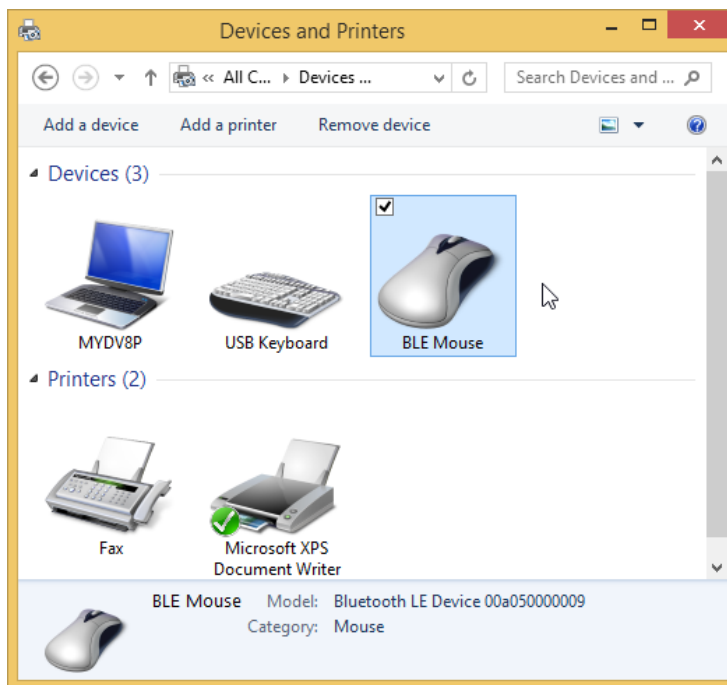 Devices and Printers
« All C... Devices ... Search Devices and ...
Add a device Add a printer Remove device
Devices (3)
MYDV8P USB Keyboard BLE Mouse
Printers (2)
Fax Microsoft XPS
Document Writer
BLE Mouse Model: Bluetooth LE Device 00a050000009
Category: Mouse